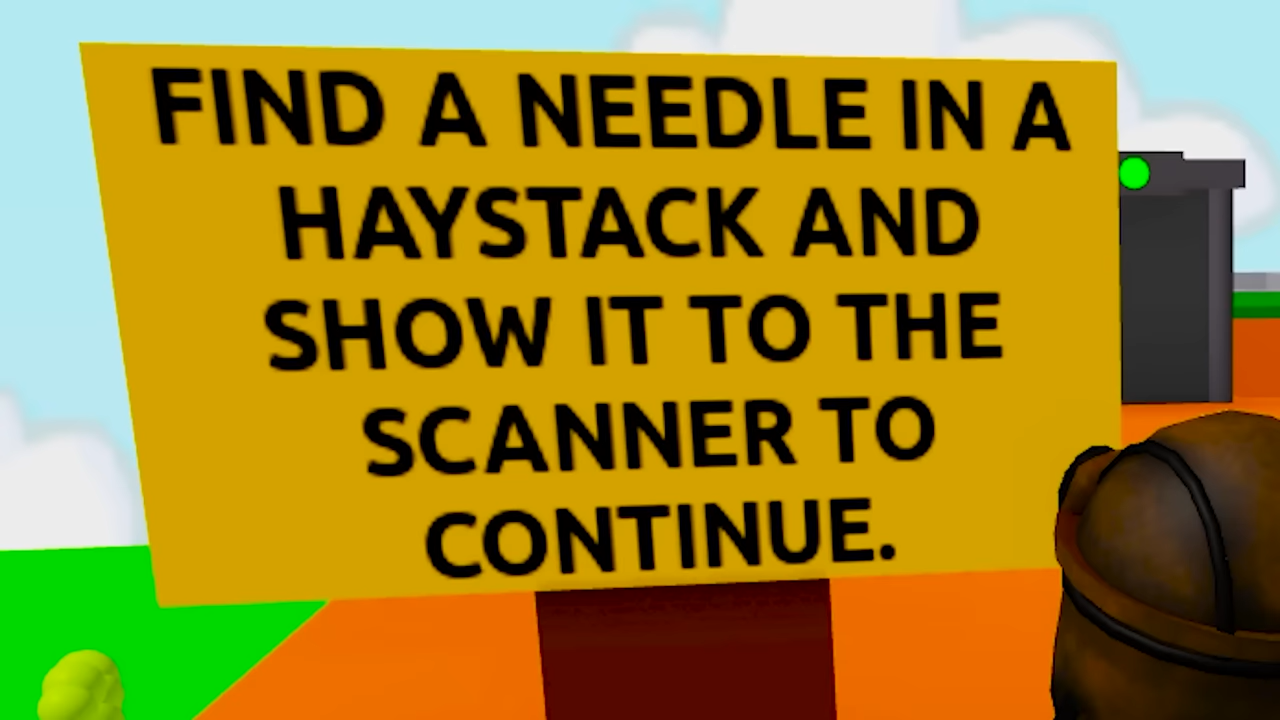 FIND A NEEDLE IN A
HAYSTACK AND
SHOW IT TO THE
SCANNER TO
CONTINUE.